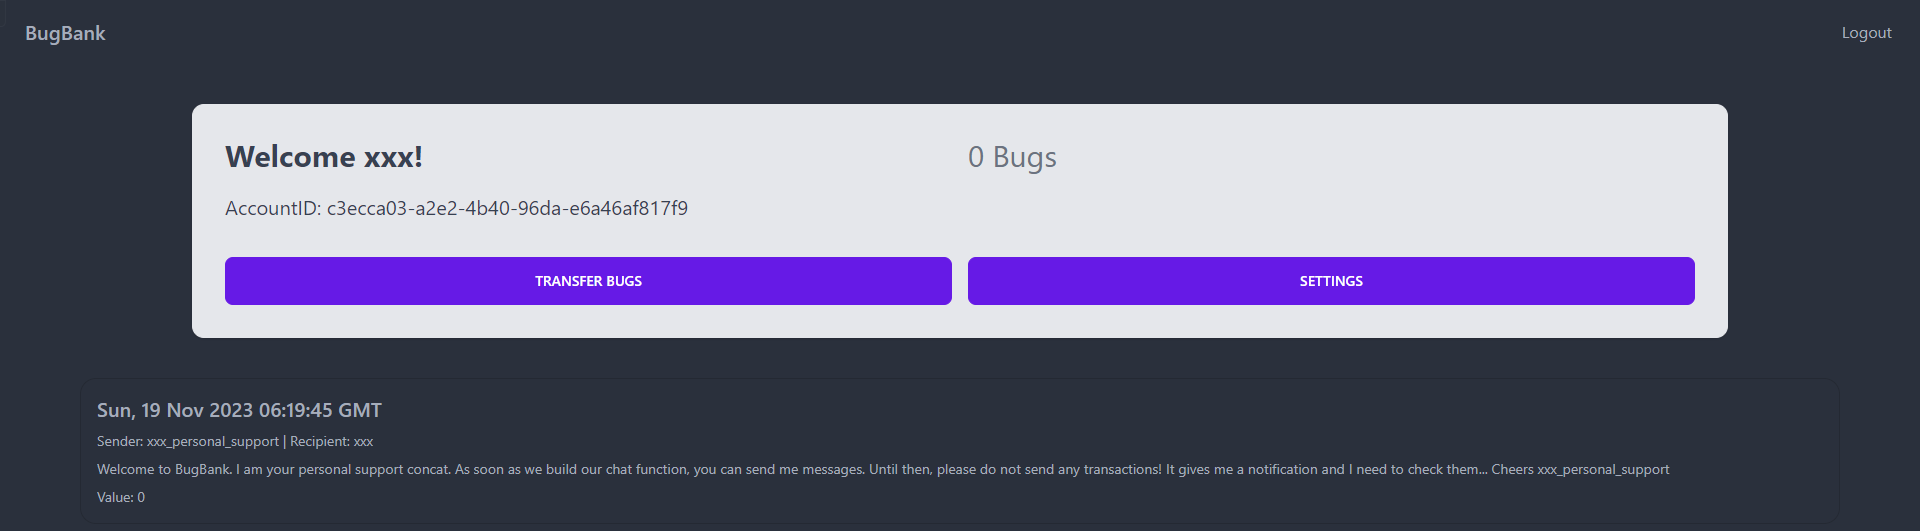 BugBank
Logout
Welcome xxx!
0 Bugs
AccountID: c3ecca03-a2e2-4b40-96da-e6a46af817f9
TRANSFER BUGS
SETTINGS
Sun, 19 Nov 2023 06:19:45 GMT
Sender: xxx_personal_support | Recipient: xxx
Welcome to BugBank. I am your personal support concat. As soon as we build our chat function, you can send me messages. Until then, please do not send any transactions! It gives me a notification and I need to check them... Cheers xxx_personal_support
Value: 0